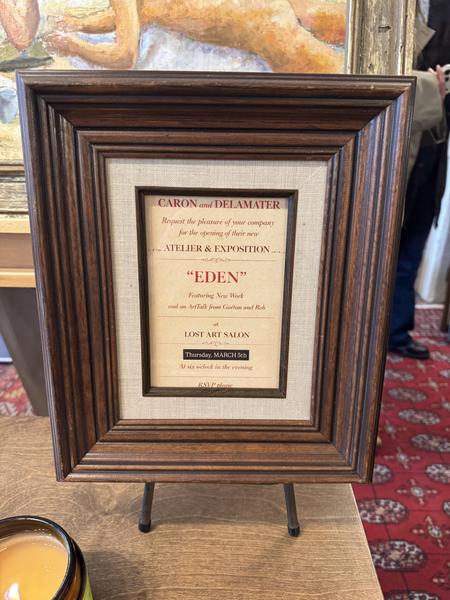 CARON and DELAMATER
Request the pleasure of your company
for the opening of their new
ATELIER & EXPOSITION
“EDEN”
Featuring New Work
and an ArtTalk from Gaétan and Rob
at
LOST ART SALON
Thursday, MARCH 5th
At six o'clock in the evening
RSVP please